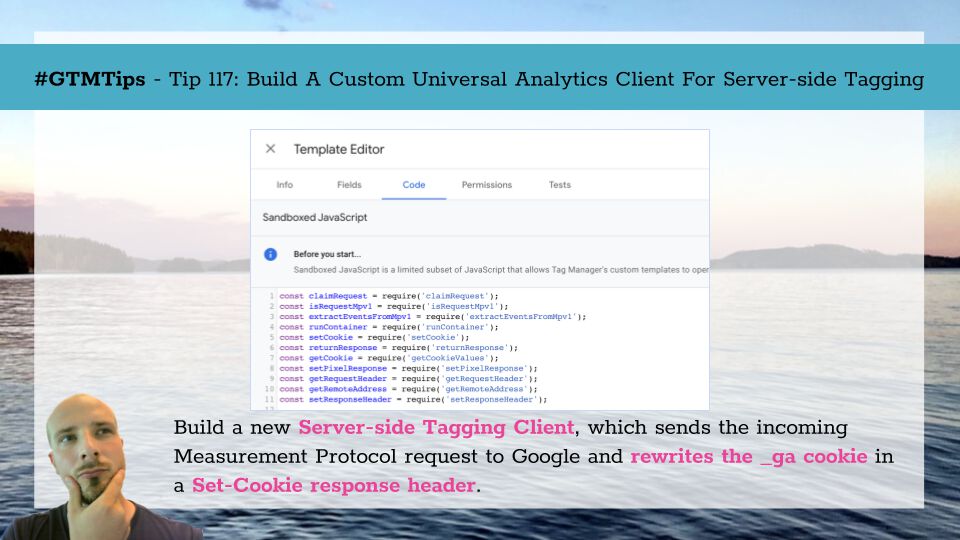 #GTMTips - Tip 117: Build A Custom Universal Analytics Client For Server-side Tagging
Template Editor
Info Fields Code Permissions Tests
Sandboxed JavaScript
Before you start...
Sandboxed JavaScript is a limited subset of JavaScript that allows Tag Manager's custom templates to oper
1 const claimRequest = require('claimRequest');
2 const isRequestMpv1 = require('isRequestMpv1');
3 const extractEventsFromMpv1 = require('extractEventsFromMpv1');
4 const runContainer = require('runContainer');
5 const setCookie = require('setCookie');
6 const returnResponse = require('returnResponse');
7 const getCookie = require('getCookieValues');
8 const setPixelResponse = require('setPixelResponse');
9 const getRequestHeader = require('getRequestHeader');
10 const getRemoteAddress = require('getRemoteAddress');
11 const setResponseHeader = require('setResponseHeader');
Build a new Server-side Tagging Client, which sends the incoming
Measurement Protocol request to Google and rewrites the _ga cookie in
a Set-Cookie response header.